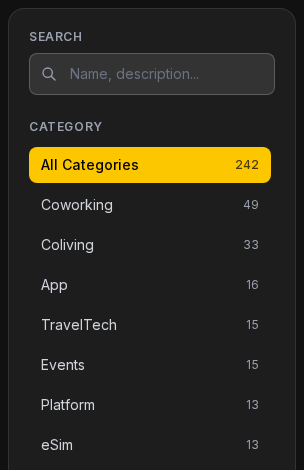 SEARCH
Name, description...
CATEGORY
All Categories 242
Coworking 49
Coliving 33
App 16
TravelTech 15
Events 15
Platform 13
eSim 13